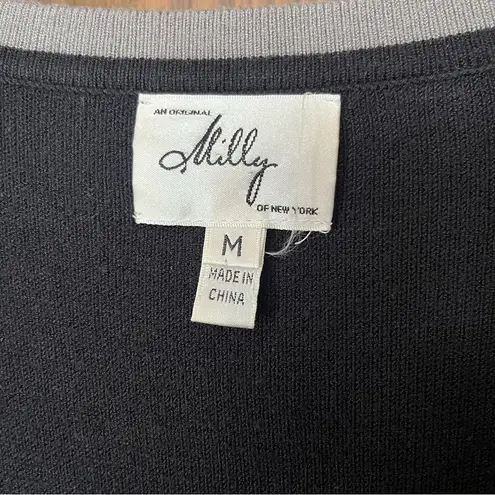 AN ORIGINAL
Milly
OF NEW YORK
M
MADE IN
CHINA